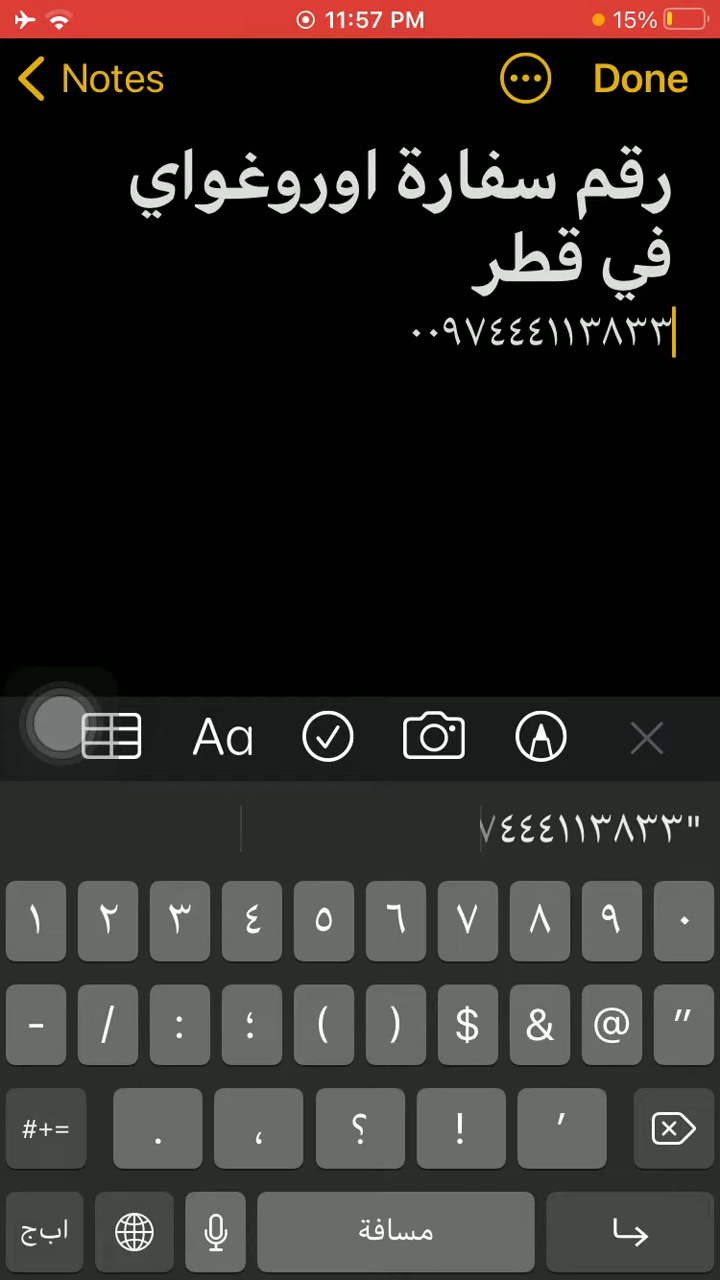 11:57 PM
15%
Notes
Done
رقم سفارة اوروغواي
في قطر
٠٠٩٧٤٤٤١١٣٨٣٣
Aa
٧٤٤٤١١٣٨٣٣"
١ ٢ ٣ ٤ ٥ ٦ ٧ ٨ ٩ ٠
- / : ؛ ( ) $ & @ "
#+= . ، ؟ ! '
اب‌ج مسافة